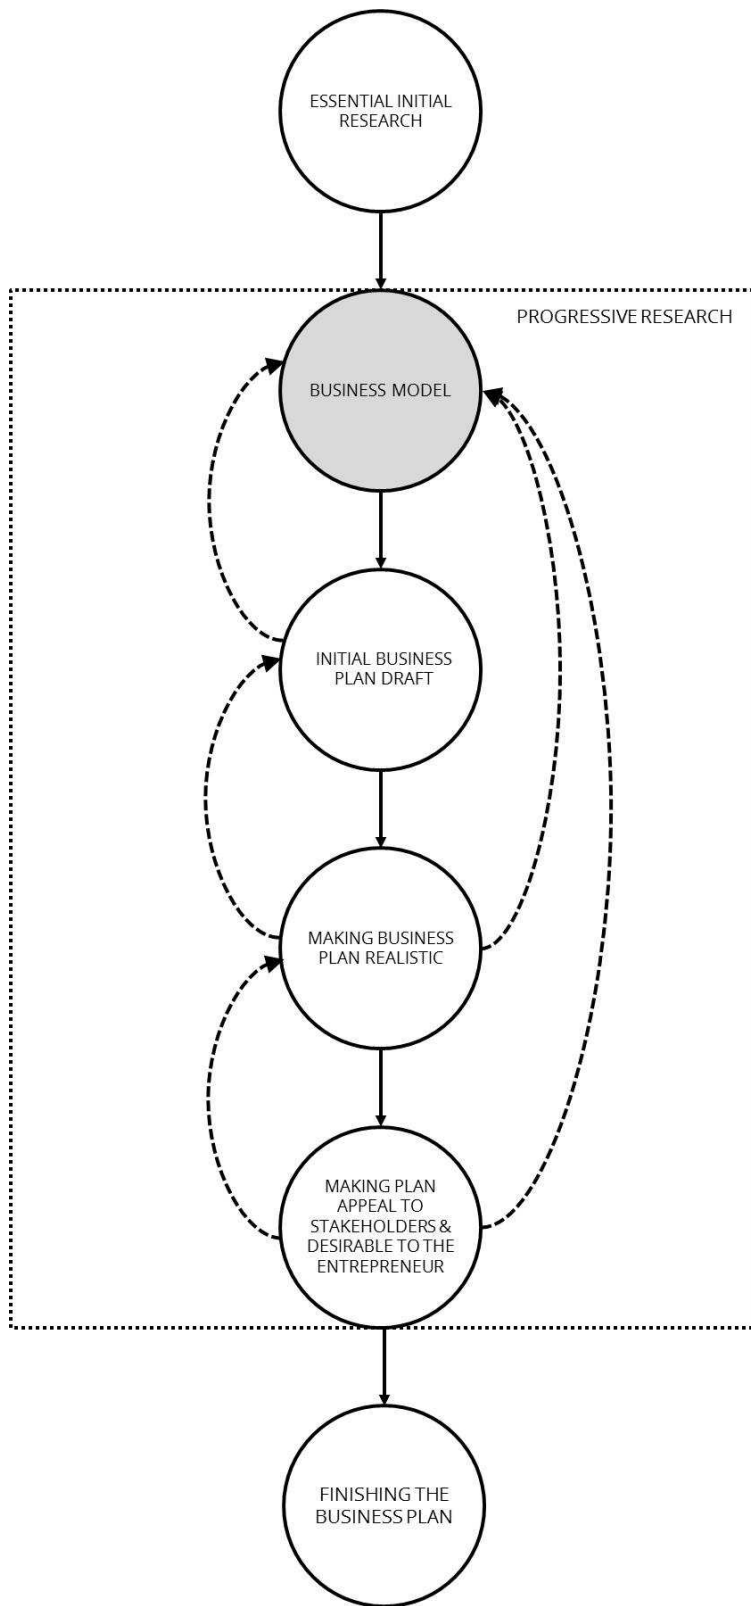 ESSENTIAL INITIAL
RESEARCH
PROGRESSIVE RESEARCH
BUSINESS MODEL
INITIAL BUSINESS
PLAN DRAFT
MAKING BUSINESS
PLAN REALISTIC
MAKING PLAN
APPEAL TO
STAKEHOLDERS &
DESIRABLE TO THE
ENTREPRENEUR
FINISHING THE
BUSINESS PLAN